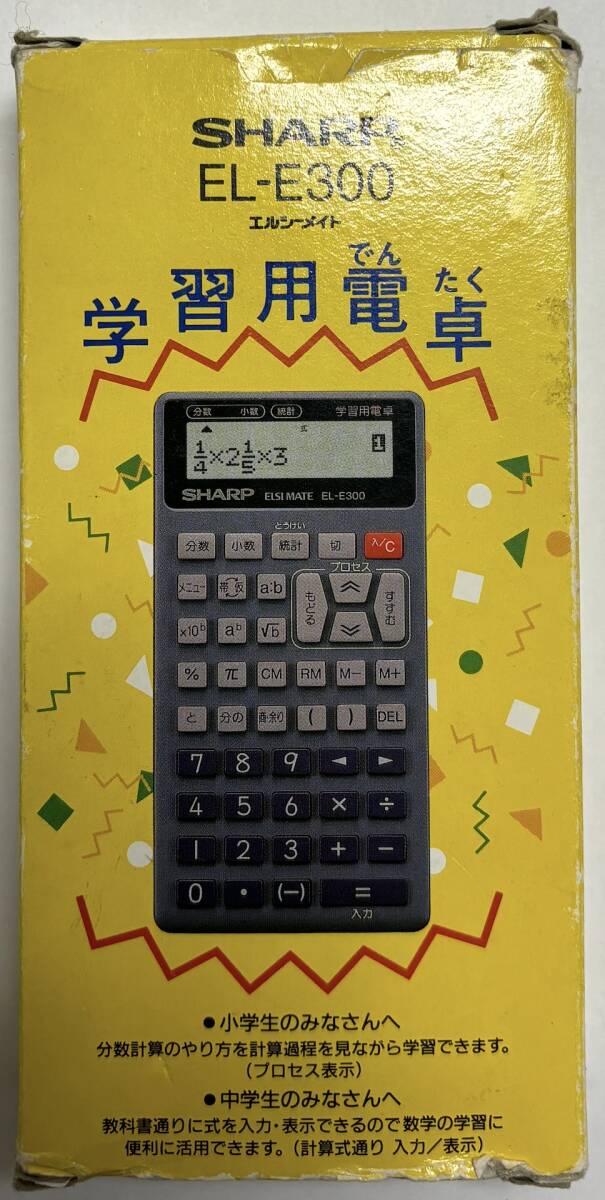 SHARP
EL-E300
エルシーメイト
でん たく
学習用電卓
分数 小数 統計 学習用電卓
式
1/4×2 1/5×3 1
SHARP ELSI MATE EL-E300
とうけい
分数 小数 統計 切 入/C
プロセス
メニュー 帯仮 a:b もどる すすむ
×10ᵇ aᵇ √b
% π CM RM M− M+
と 分の 商余り ( ) DEL
7 8 9 ◄ ►
4 5 6 × ÷
1 2 3 + −
0 ・ (−) =
入力
●小学生のみなさんへ
分数計算のやり方を計算過程を見ながら学習できます。
(プロセス表示)
●中学生のみなさんへ
教科書通りに式を入力・表示できるので数学の学習に
便利に活用できます。(計算式通り 入力/表示)